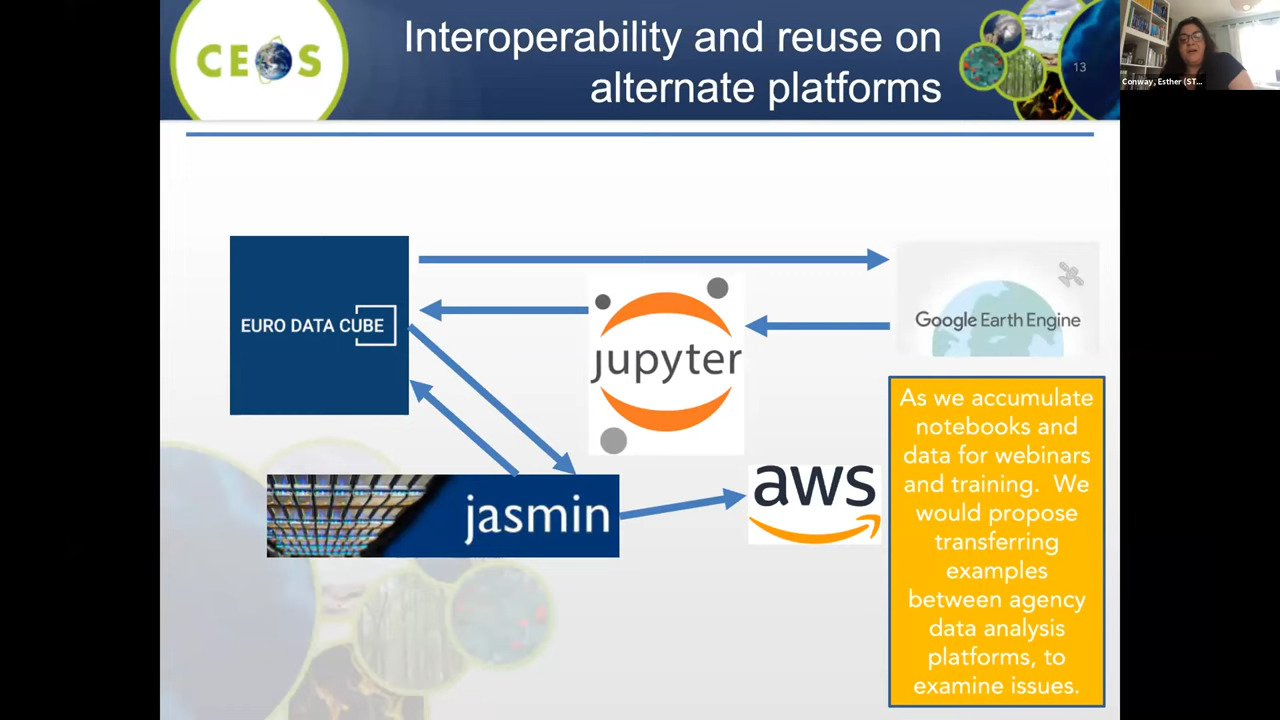 CEOS
Interoperability and reuse on
alternate platforms
13
Conway, Esther (ST...
EURO DATA CUBE
jupyter
Google Earth Engine
jasmin
aws
As we accumulate
notebooks and
data for webinars
and training.  We
would propose
transferring
examples
between agency
data analysis
platforms, to
examine issues.